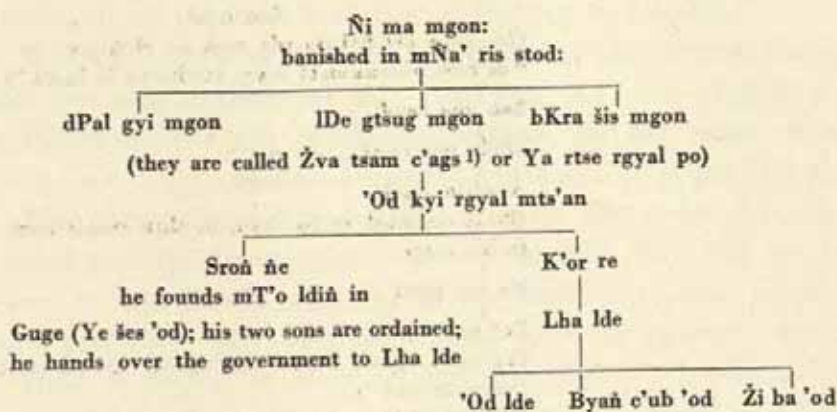 Ñi ma mgon:
banished in mṄa' ris stod:
dPal gyi mgon lDe gtsug mgon bKra šis mgon
(they are called Žva tsam c'ags 1) or Ya rtse rgyal po)
'Od kyi rgyal mts'an
Sroṅ ṅe K'or re
he founds mT'o ldiṅ in
Guge (Ye šes 'od); his two sons are ordained; Lha lde
he hands over the government to Lha lde
'Od lde Byaṅ c'ub 'od Ži ba 'od